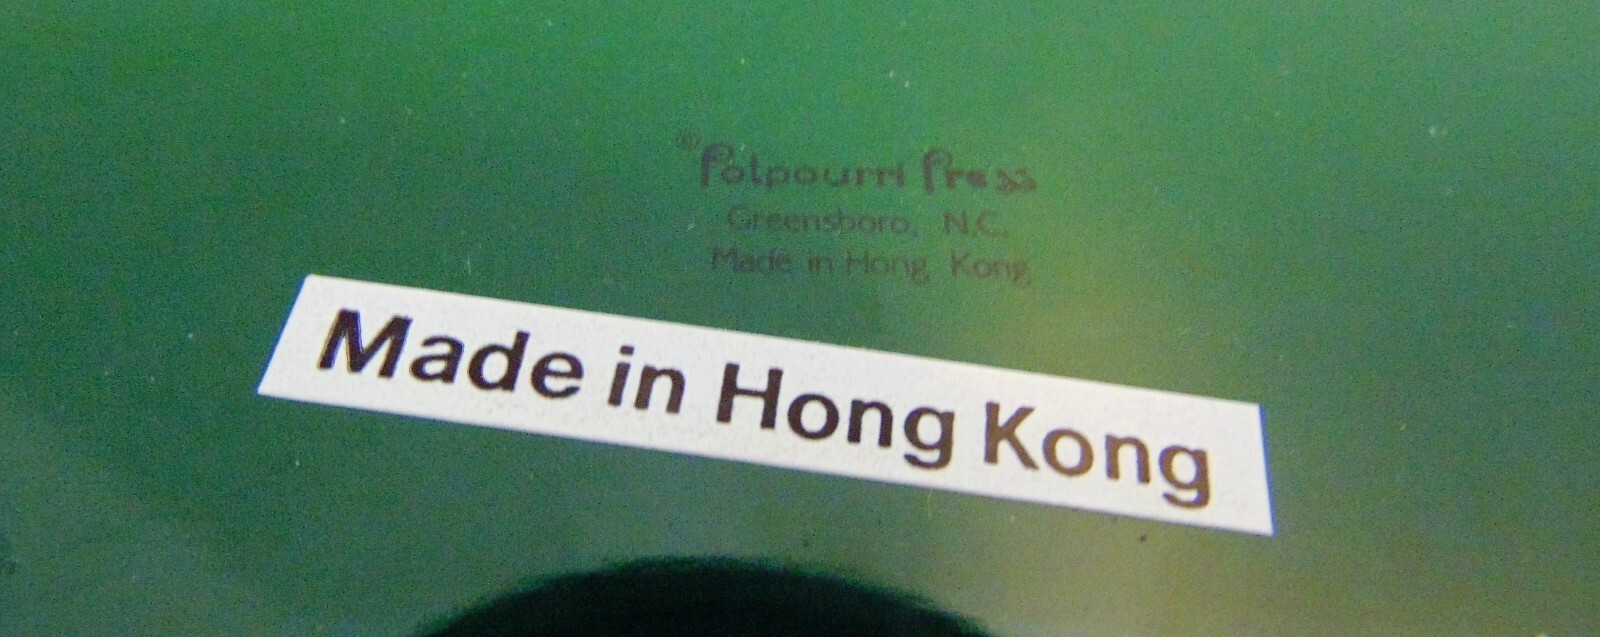 © Potpourri Press
Greensboro, N.C.
Made in Hong Kong
Made in Hong Kong